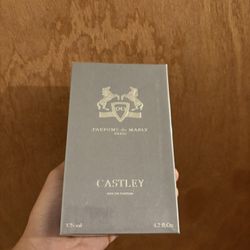 PARFUMS de MARLY
PARIS
CASTLEY
EAU DE PARFUM
125 ml 4.2 fl.Oz